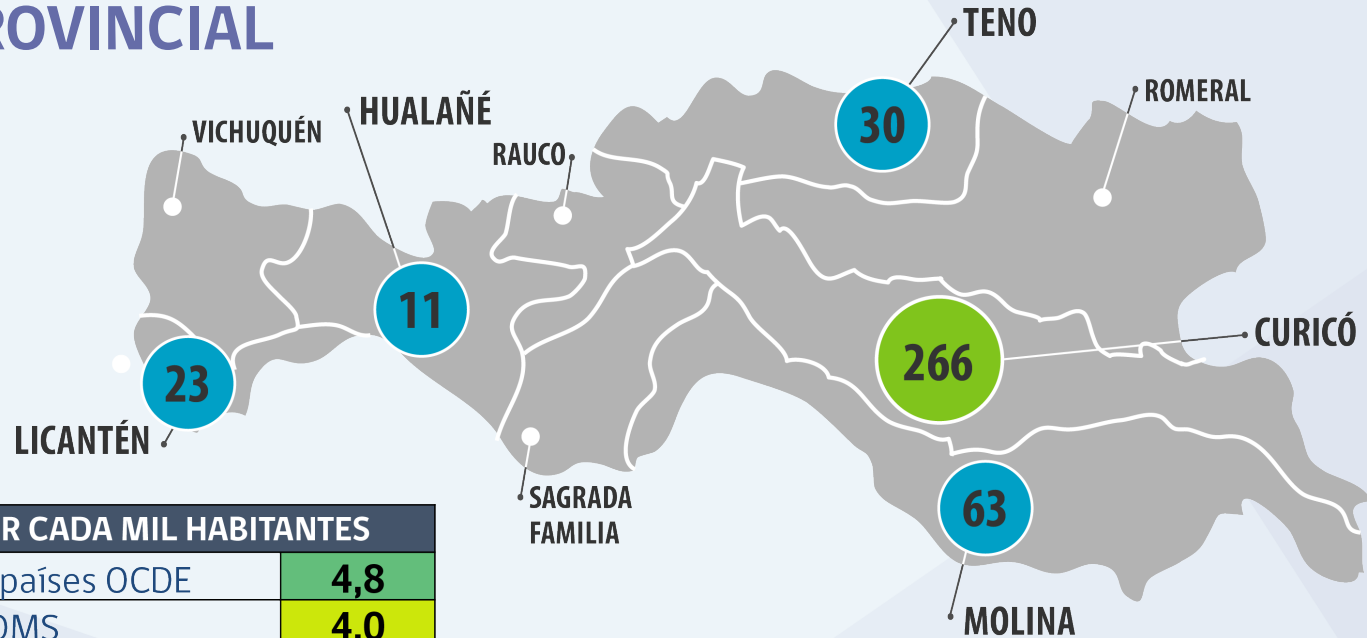 ROVINCIAL
TENO
30
ROMERAL
HUALAÑÉ
VICHUQUÉN
RAUCO
11
266
CURICÓ
23
LICANTÉN
SAGRADA
FAMILIA
63
MOLINA
R CADA MIL HABITANTES
países OCDE 4,8
OMS 4,0